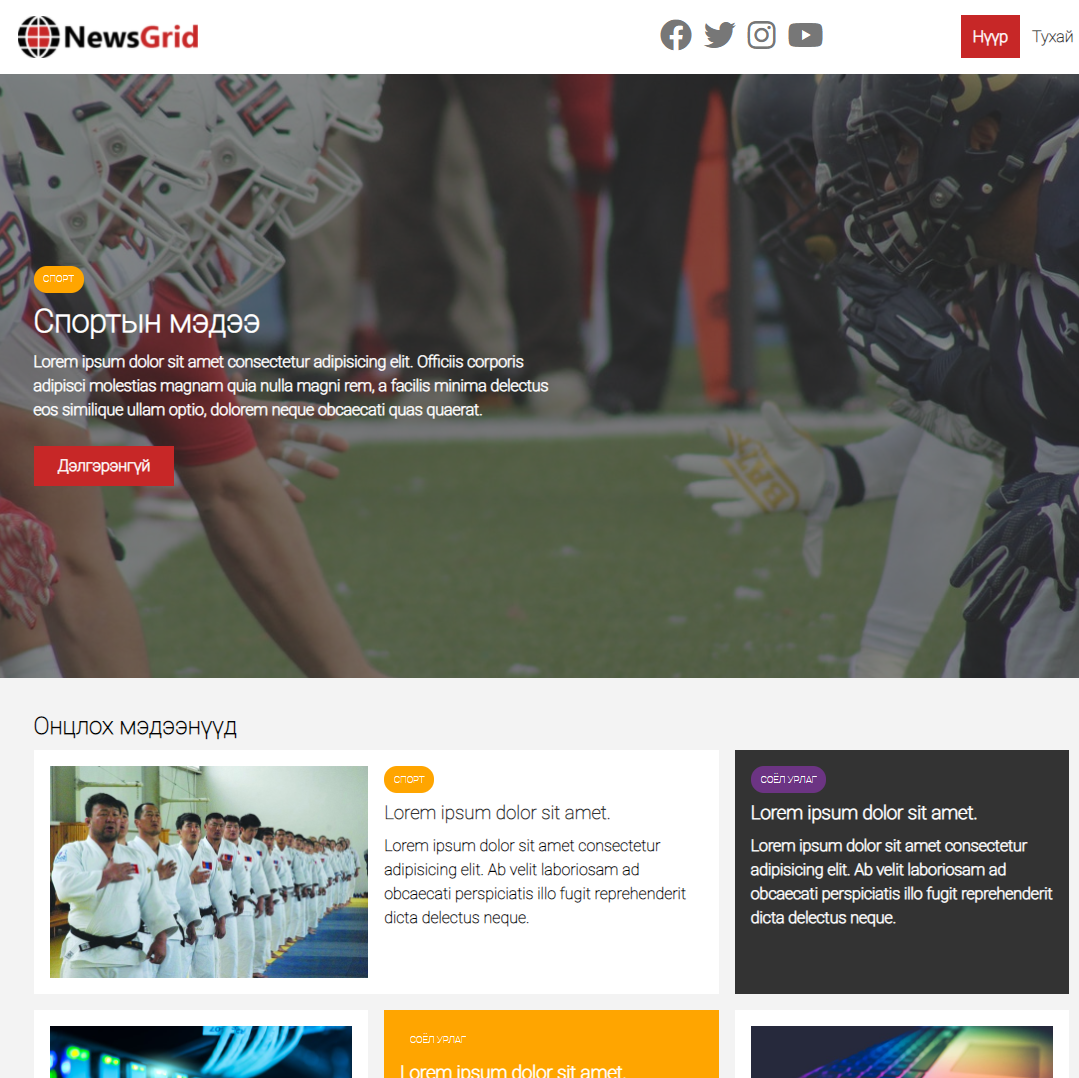 NewsGrid
Нүүр
Тухай
СПОРТ
Спортын мэдээ
Lorem ipsum dolor sit amet consectetur adipisicing elit. Officiis corporis
adipisci molestias magnam quia nulla magni rem, a facilis minima delectus
eos similique ullam optio, dolorem neque obcaecati quas quaerat.
Дэлгэрэнгүй
Онцлох мэдээнүүд
СПОРТ
Lorem ipsum dolor sit amet.
Lorem ipsum dolor sit amet consectetur
adipisicing elit. Ab velit laboriosam ad
obcaecati perspiciatis illo fugit reprehenderit
dicta delectus neque.
СОЁЛ УРЛАГ
Lorem ipsum dolor sit amet.
Lorem ipsum dolor sit amet consectetur
adipisicing elit. Ab velit laboriosam ad
obcaecati perspiciatis illo fugit reprehenderit
dicta delectus neque.
СОЁЛ УРЛАГ
Lorem ipsum dolor sit amet.